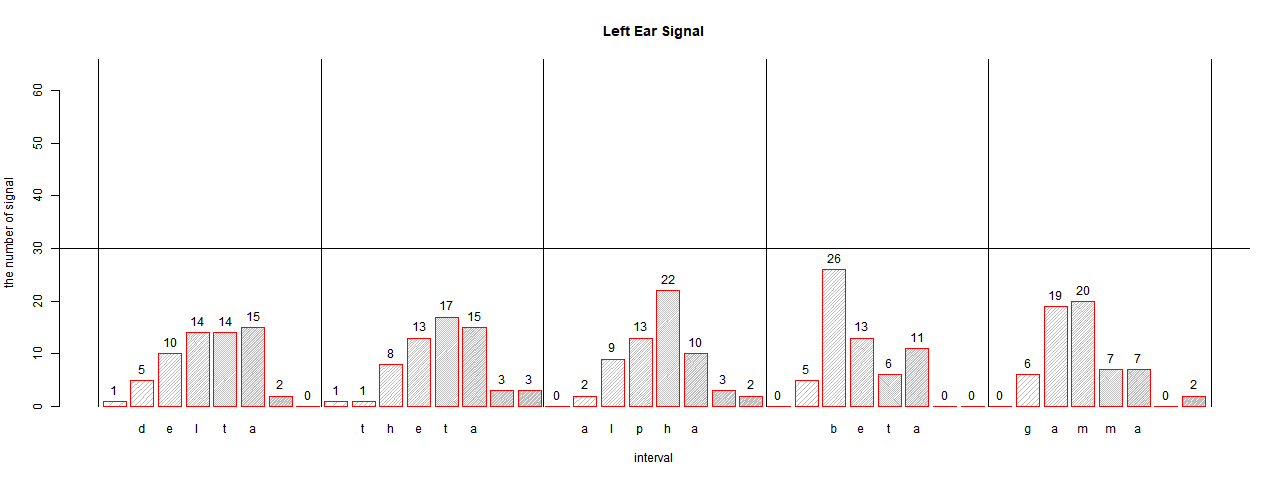 Left Ear Signal
the number of signal
60
50
40
30
20
10
0
1 5 10 14 14 15 2 0 1 1 8 13 17 15 3 3 0 2 9 13 22 10 3 2 0 5 26 13 6 11 0 0 0 6 19 20 7 7 0 2
d e l t a t h e t a a l p h a b e t a g a m m a
interval